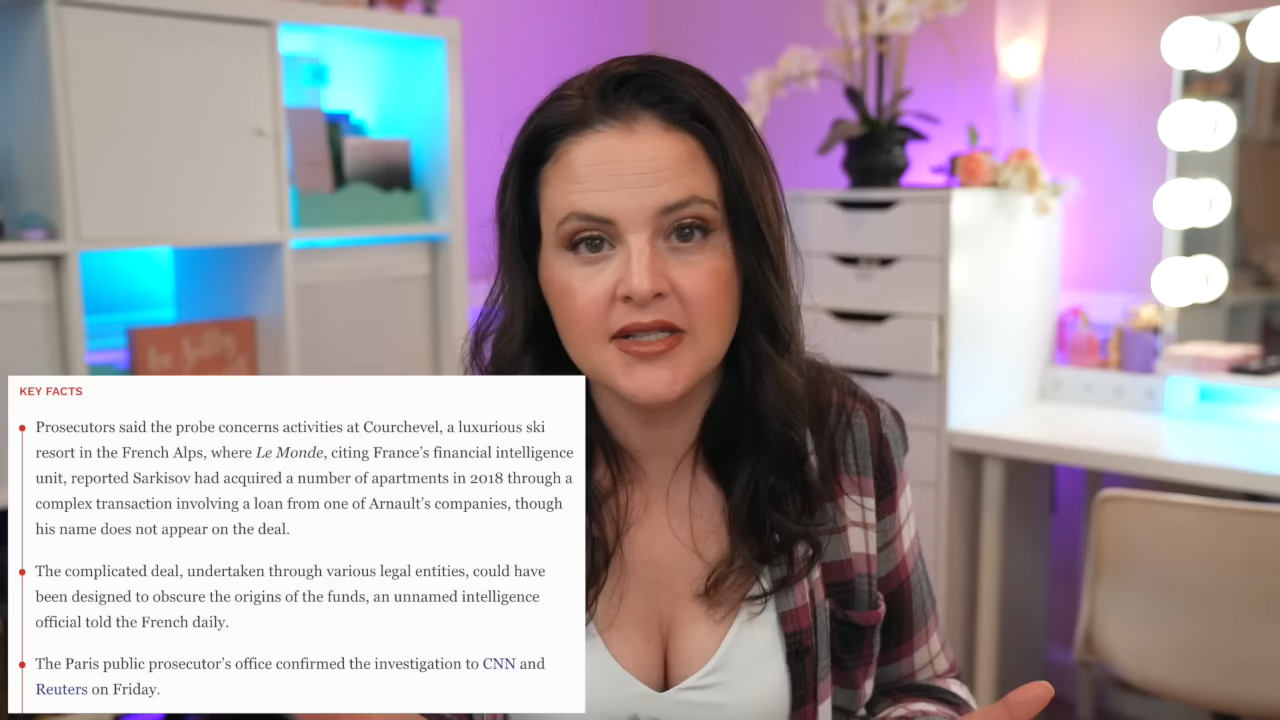 KEY FACTS
Prosecutors said the probe concerns activities at Courchevel, a luxurious ski
resort in the French Alps, where Le Monde, citing France’s financial intelligence
unit, reported Sarkisov had acquired a number of apartments in 2018 through a
complex transaction involving a loan from one of Arnault’s companies, though
his name does not appear on the deal.
The complicated deal, undertaken through various legal entities, could have
been designed to obscure the origins of the funds, an unnamed intelligence
official told the French daily.
The Paris public prosecutor’s office confirmed the investigation to CNN and
Reuters on Friday.